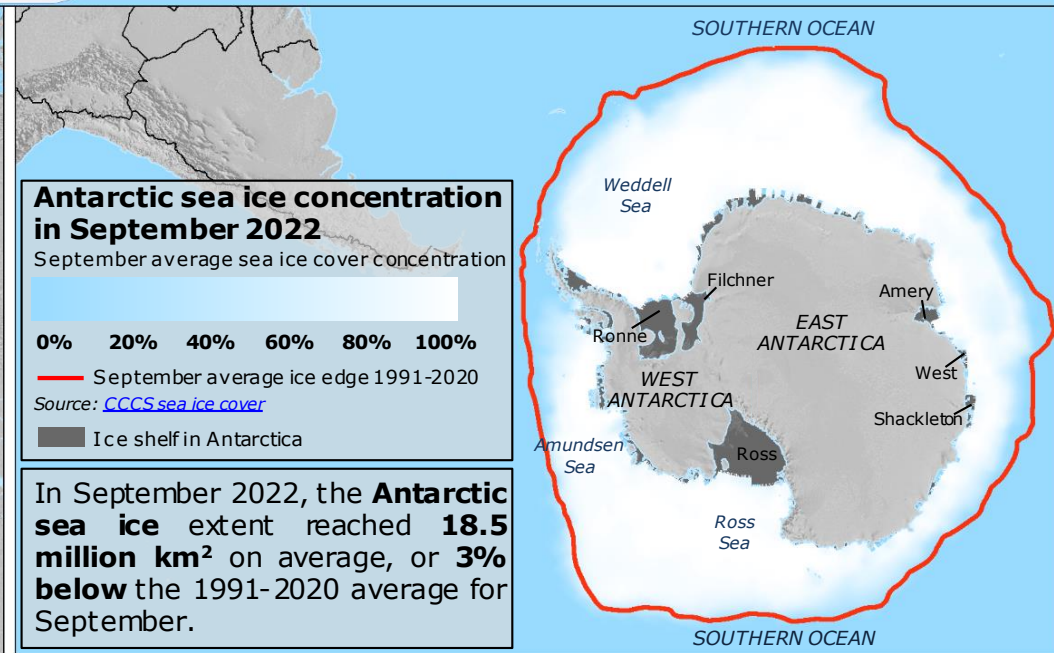 SOUTHERN OCEAN
Antarctic sea ice concentration
in September 2022
September average sea ice cover concentration
0% 20% 40% 60% 80% 100%
September average ice edge 1991-2020
Source: CCCS sea ice cover
Ice shelf in Antarctica
In September 2022, the Antarctic
sea ice extent reached 18.5
million km² on average, or 3%
below the 1991-2020 average for
September.
Weddell
Sea
Filchner
Amery
Ronne
EAST
ANTARCTICA
West
WEST
ANTARCTICA
Shackleton
Amundsen
Sea
Ross
Ross
Sea
SOUTHERN OCEAN